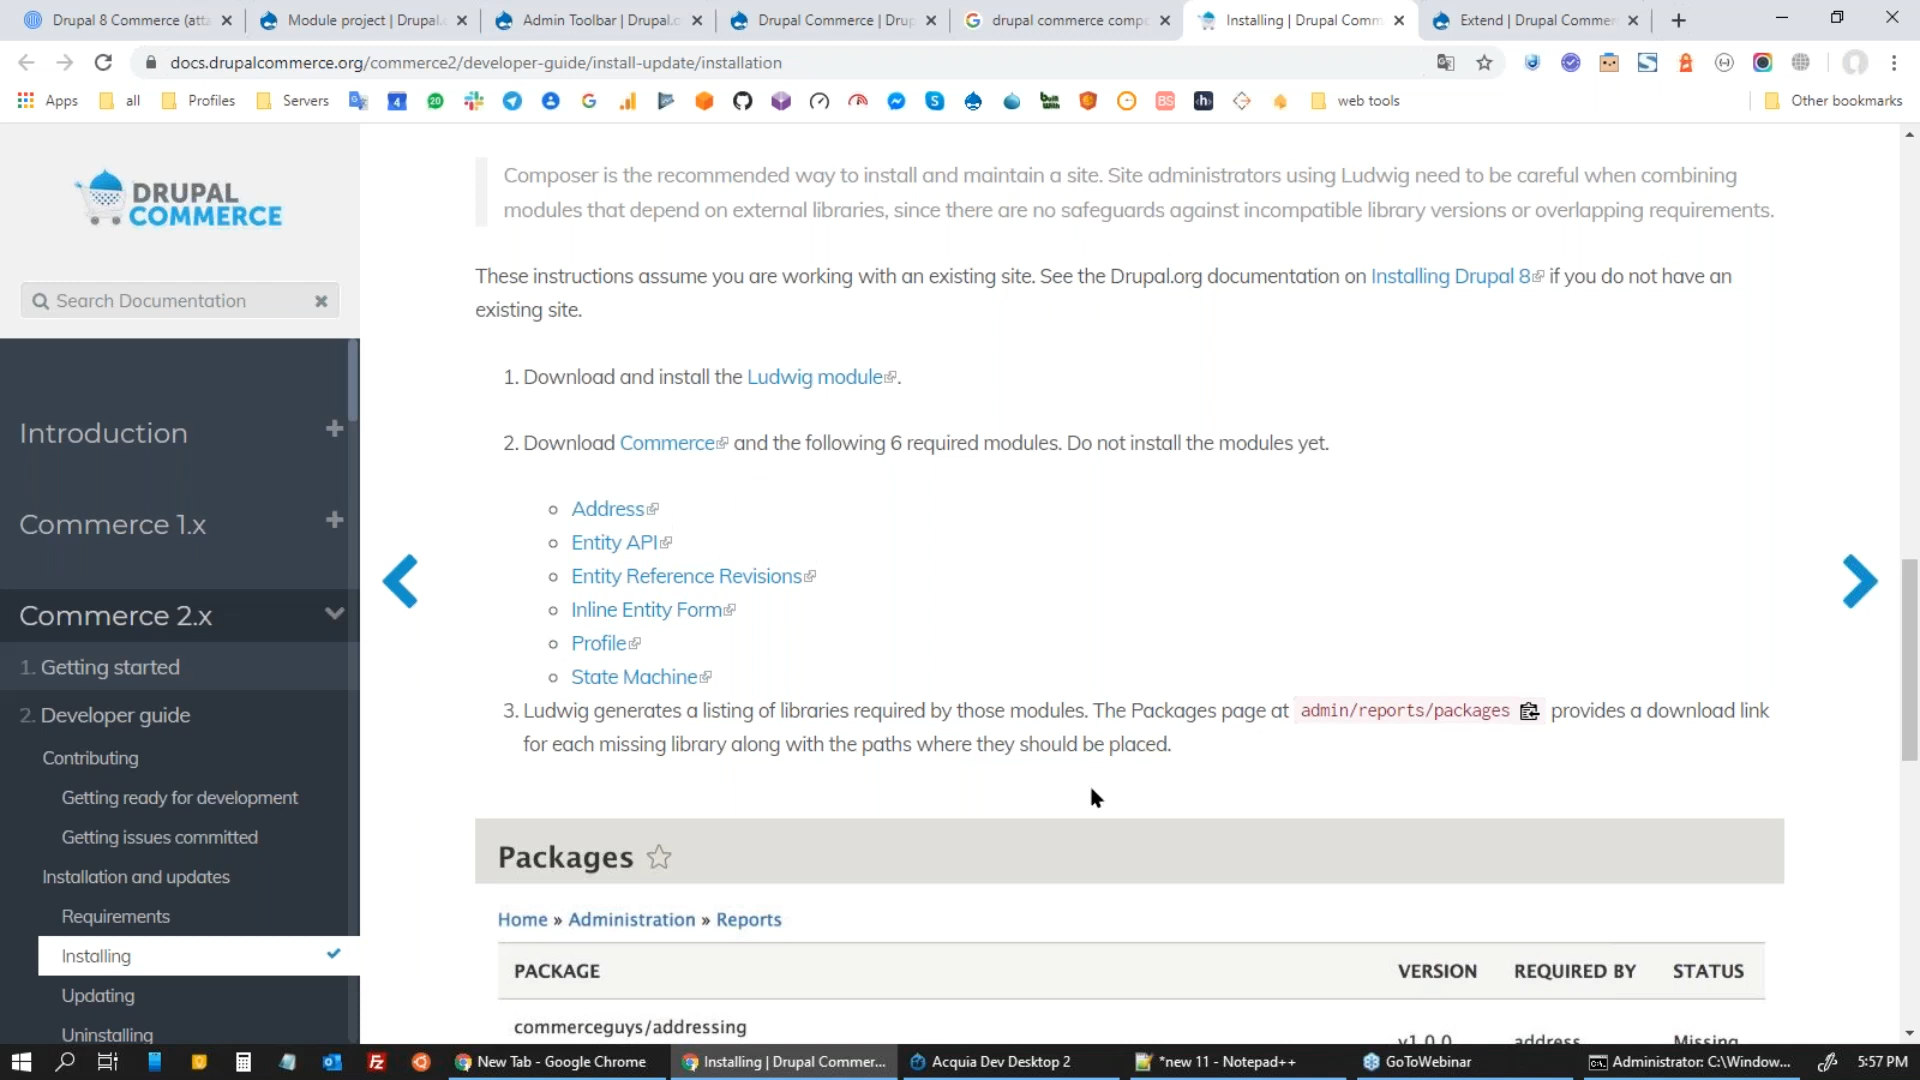 Drupal 8 Commerce (atta
Module project | Drupal.
Admin Toolbar | Drupal.o
Drupal Commerce | Drup
drupal commerce compo
Installing | Drupal Comm
Extend | Drupal Commer
docs.drupalcommerce.org/commerce2/developer-guide/install-update/installation
Apps
all
Profiles
Servers
web tools
Other bookmarks
DRUPAL
COMMERCE
Search Documentation
Introduction
Commerce 1.x
Commerce 2.x
1. Getting started
2. Developer guide
Contributing
Getting ready for development
Getting issues committed
Installation and updates
Requirements
Installing
Updating
Uninstalling
Composer is the recommended way to install and maintain a site. Site administrators using Ludwig need to be careful when combining
modules that depend on external libraries, since there are no safeguards against incompatible library versions or overlapping requirements.
These instructions assume you are working with an existing site. See the Drupal.org documentation on Installing Drupal 8 if you do not have an
existing site.
1. Download and install the Ludwig module.
2. Download Commerce and the following 6 required modules. Do not install the modules yet.
Address
Entity API
Entity Reference Revisions
Inline Entity Form
Profile
State Machine
3. Ludwig generates a listing of libraries required by those modules. The Packages page at admin/reports/packages provides a download link
for each missing library along with the paths where they should be placed.
Packages
Home » Administration » Reports
PACKAGE VERSION REQUIRED BY STATUS
commerceguys/addressing
v1.0.0 address Missing
New Tab - Google Chrome
Installing | Drupal Commer...
Acquia Dev Desktop 2
*new 11 - Notepad++
GoToWebinar
Administrator: C:\Window...
5:57 PM